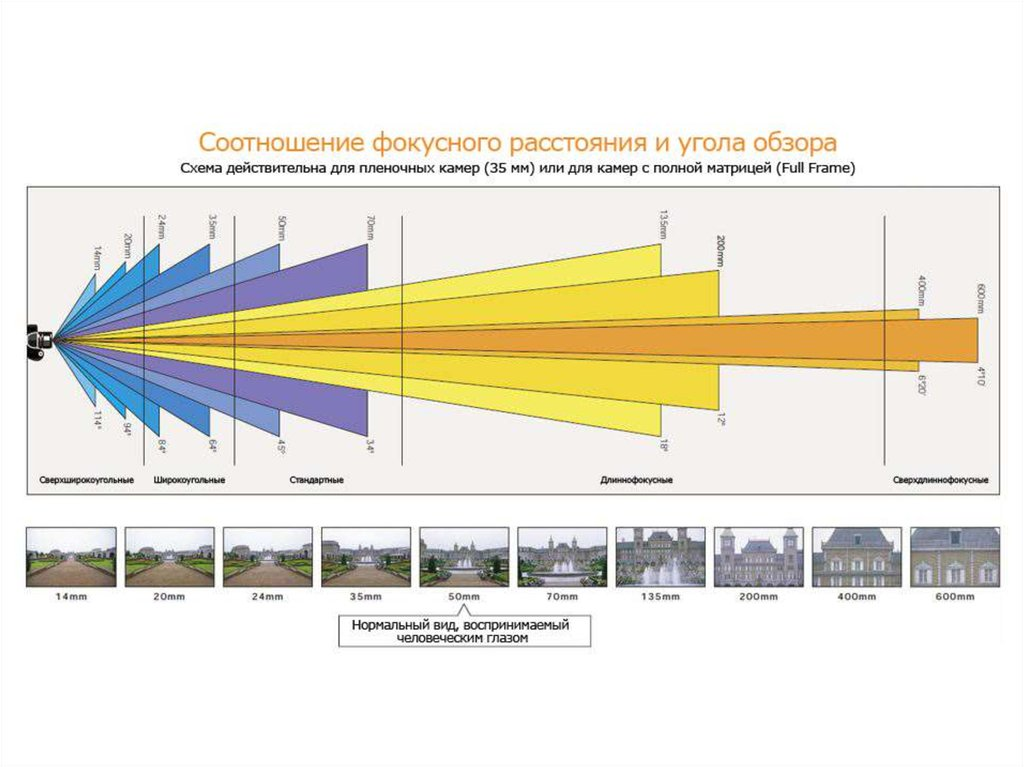 Соотношение фокусного расстояния и угола обзора
Схема действительна для пленочных камер (35 мм) или для камер с полной матрицей (Full Frame)
14mm
20mm
24mm
35mm
50mm
70mm
135mm
200mm
400mm
600mm
114°
94°
84°
64°
45°
34°
18°
12°
6°20'
4°10'
Сверхширокоугольные
Широкоугольные
Стандартные
Длиннофокусные
Сверхдлиннофокусные
14mm
20mm
24mm
35mm
50mm
70mm
135mm
200mm
400mm
600mm
Нормальный вид, воспринимаемый
человеческим глазом